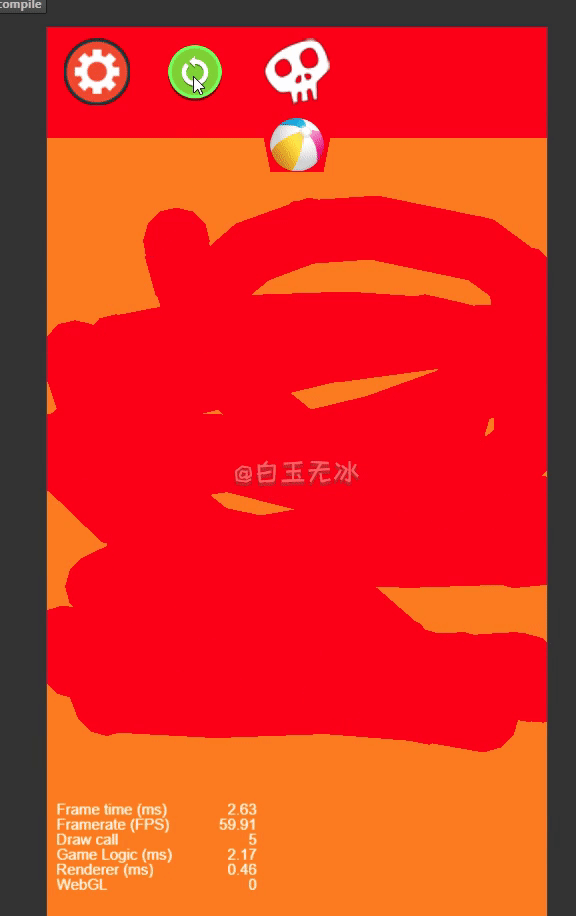 compile
@白玉无冰
Frame time (ms) 2.63
Framerate (FPS) 59.91
Draw call 5
Game Logic (ms) 2.17
Renderer (ms) 0.46
WebGL 0